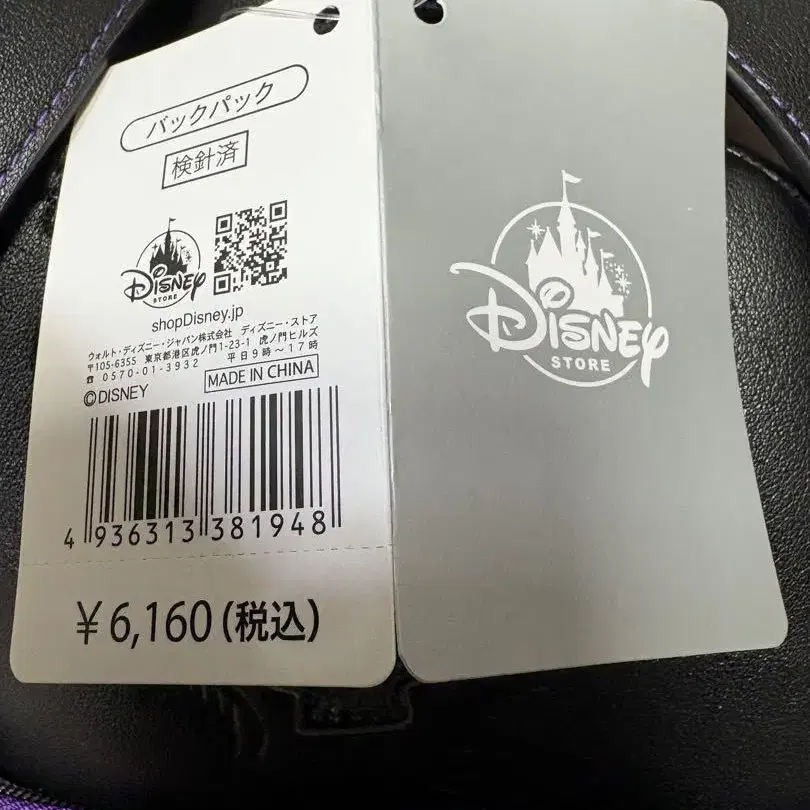 バックパック
検針済
DISNEY
STORE
shopDisney.jp
ウォルト・ディズニー・ジャパン株式会社 ディズニー・ストア
〒105-6355 東京都港区虎ノ門1-23-1 虎ノ門ヒルズ
☎ 0570-01-3932 平日9時～17時
©DISNEY MADE IN CHINA
4 936313 381948
¥6,160(税込)
DISNEY
STORE